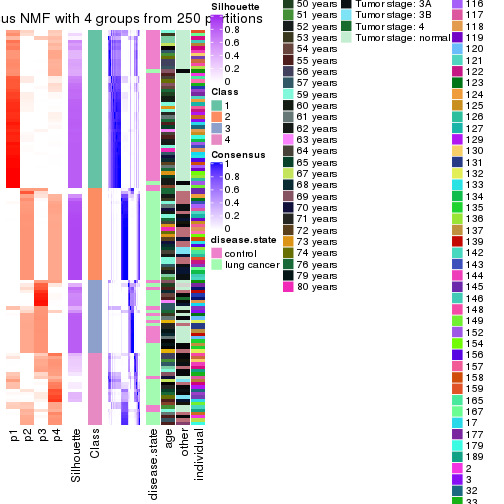 us NMF with 4 groups from 250 partitions
p1
p2
p3
p4
Silhouette
Class
disease.state
age
other
individual
Silhouette
1
0.8
0.6
0.4
0.2
0
Class
1
2
3
4
Consensus
1
0.8
0.6
0.4
0.2
0
disease.state
control
lung cancer
50 years
51 years
52 years
53 years
54 years
55 years
56 years
57 years
59 years
60 years
61 years
62 years
63 years
64 years
65 years
67 years
68 years
69 years
70 years
71 years
72 years
73 years
74 years
76 years
79 years
80 years
Tumor stage: 3A
Tumor stage: 3B
Tumor stage: 4
Tumor stage: normal
116
117
118
119
120
121
122
123
124
125
126
127
129
130
131
132
133
134
135
136
137
139
142
143
144
145
146
148
149
152
154
156
157
158
159
165
167
17
177
179
189
2
3
32
33